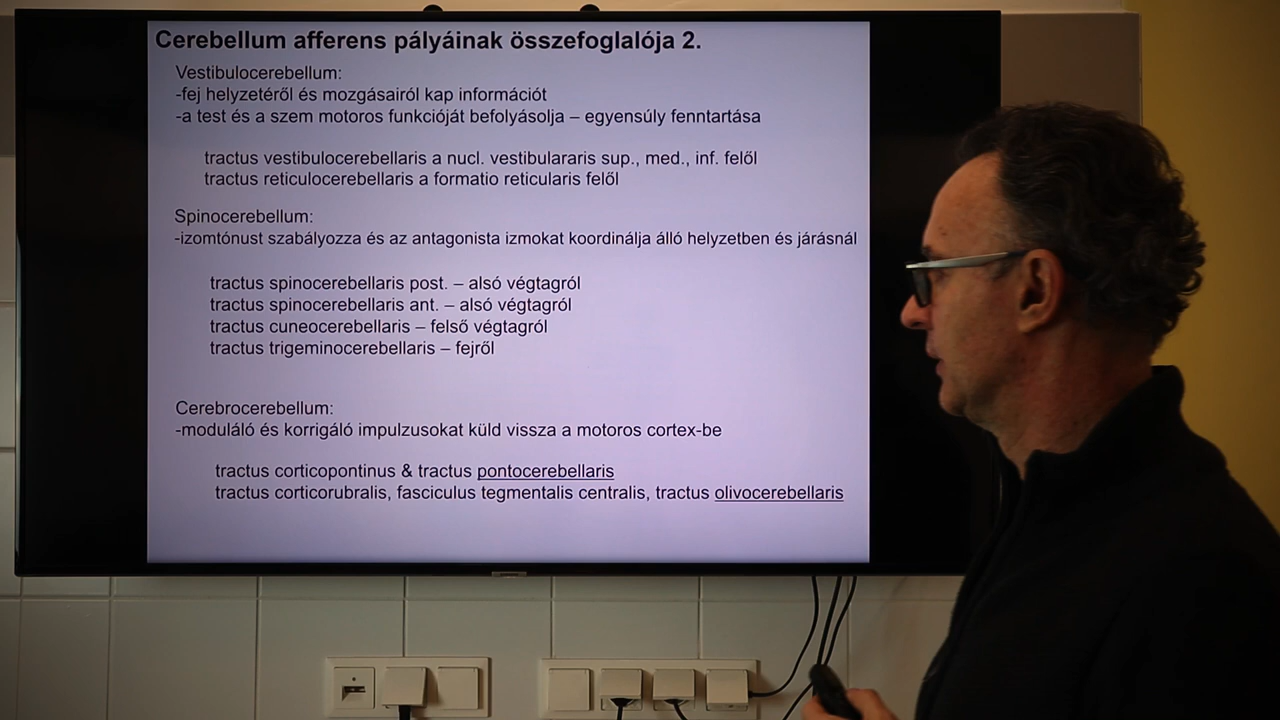 Cerebellum afferens pályáinak összefoglalója 2.
Vestibulocerebellum:
-fej helyzetéről és mozgásairól kap információt
-a test és a szem motoros funkcióját befolyásolja – egyensúly fenntartása
tractus vestibulocerebellaris a nucl. vestibulararis sup., med., inf. felől
tractus reticulocerebellaris a formatio reticularis felől
Spinocerebellum:
-izomtónust szabályozza és az antagonista izmokat koordinálja álló helyzetben és járásnál
tractus spinocerebellaris post. – alsó végtagról
tractus spinocerebellaris ant. – alsó végtagról
tractus cuneocerebellaris – felső végtagról
tractus trigeminocerebellaris – fejről
Cerebrocerebellum:
-moduláló és korrigáló impulzusokat küld vissza a motoros cortex-be
tractus corticopontinus & tractus pontocerebellaris
tractus corticorubralis, fasciculus tegmentalis centralis, tractus olivocerebellaris